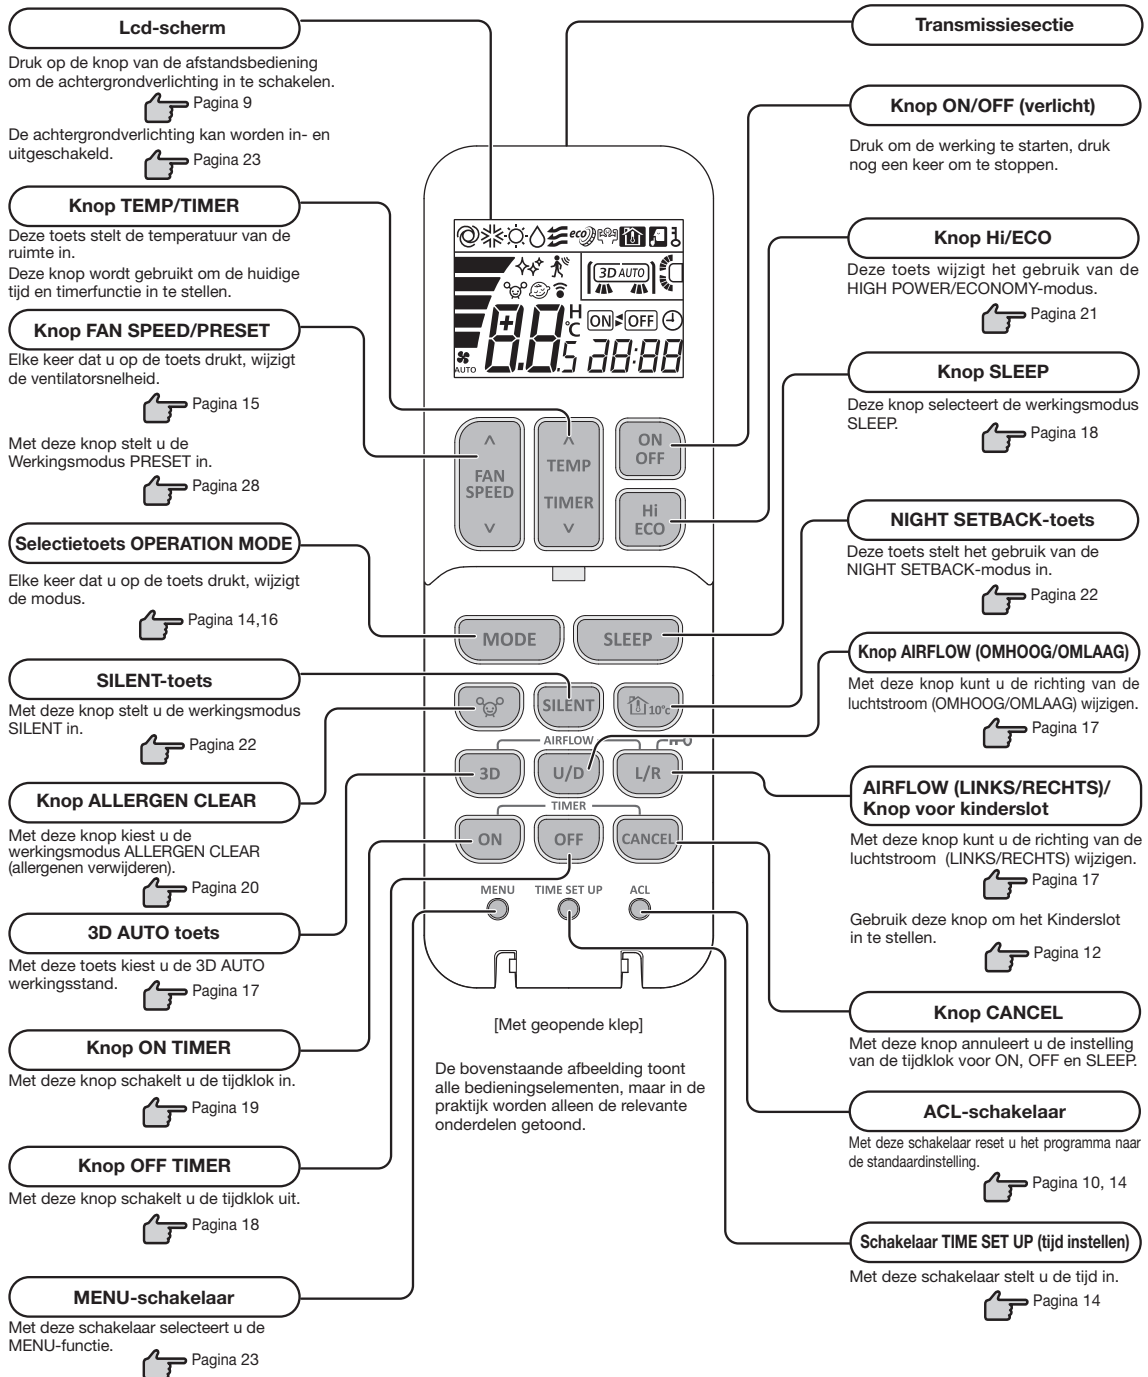 Lcd-scherm
Druk op de knop van de afstandsbediening
om de achtergrondverlichting in te schakelen.
Pagina 9
De achtergrondverlichting kan worden in- en
uitgeschakeld.
Pagina 23
Knop TEMP/TIMER
Deze toets stelt de temperatuur van de
ruimte in.
Deze knop wordt gebruikt om de huidige
tijd en timerfunctie in te stellen.
Knop FAN SPEED/PRESET
Elke keer dat u op de toets drukt, wijzigt
de ventilatorsnelheid.
Pagina 15
Met deze knop stelt u de
Werkingsmodus PRESET in.
Pagina 28
Selectietoets OPERATION MODE
Elke keer dat u op de toets drukt, wijzigt
de modus.
Pagina 14,16
SILENT-toets
Met deze knop stelt u de werkingsmodus
SILENT in.
Pagina 22
Knop ALLERGEN CLEAR
Met deze knop kiest u de
werkingsmodus ALLERGEN CLEAR
(allergenen verwijderen).
Pagina 20
3D AUTO toets
Met deze toets kiest u de 3D AUTO
werkingsstand.
Pagina 17
Knop ON TIMER
Met deze knop schakelt u de tijdklok in.
Pagina 19
Knop OFF TIMER
Met deze knop schakelt u de tijdklok uit.
Pagina 18
MENU-schakelaar
Met deze schakelaar selecteert u de
MENU-functie.
Pagina 23
eco
3D AUTO
H
°C
ON OFF
AUTO
8.8.5 28:88
FAN
SPEED
TEMP
TIMER
ON
OFF
Hi
ECO
MODE
SLEEP
SILENT
10°c
AIRFLOW
3D
U/D
L/R
TIMER
ON
OFF
CANCEL
MENU
TIME SET UP
ACL
[Met geopende klep]
De bovenstaande afbeelding toont
alle bedieningselementen, maar in de
praktijk worden alleen de relevante
onderdelen getoond.
Transmissiesectie
Knop ON/OFF (verlicht)
Druk om de werking te starten, druk
nog een keer om te stoppen.
Knop Hi/ECO
Deze toets wijzigt het gebruik van de
HIGH POWER/ECONOMY-modus.
Pagina 21
Knop SLEEP
Deze knop selecteert de werkingsmodus
SLEEP.
Pagina 18
NIGHT SETBACK-toets
Deze toets stelt het gebruik van de
NIGHT SETBACK-modus in.
Pagina 22
Knop AIRFLOW (OMHOOG/OMLAAG)
Met deze knop kunt u de richting van de
luchtstroom (OMHOOG/OMLAAG) wijzigen.
Pagina 17
AIRFLOW (LINKS/RECHTS)/
Knop voor kinderslot
Met deze knop kunt u de richting van de
luchtstroom (LINKS/RECHTS) wijzigen.
Pagina 17
Gebruik deze knop om het Kinderslot
in te stellen.
Pagina 12
Knop CANCEL
Met deze knop annuleert u de instelling
van de tijdklok voor ON, OFF en SLEEP.
ACL-schakelaar
Met deze schakelaar reset u het programma naar
de standaardinstelling.
Pagina 10, 14
Schakelaar TIME SET UP (tijd instellen)
Met deze schakelaar stelt u de tijd in.
Pagina 14